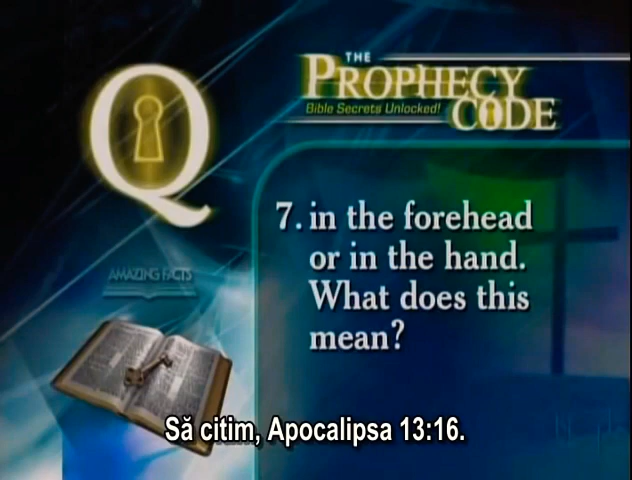 THE
PROPHECY
Bible Secrets Unlocked!
CODE
Q
7. in the forehead
or in the hand.
What does this
mean?
AMAZING FACTS
Să citim, Apocalipsa 13:16.